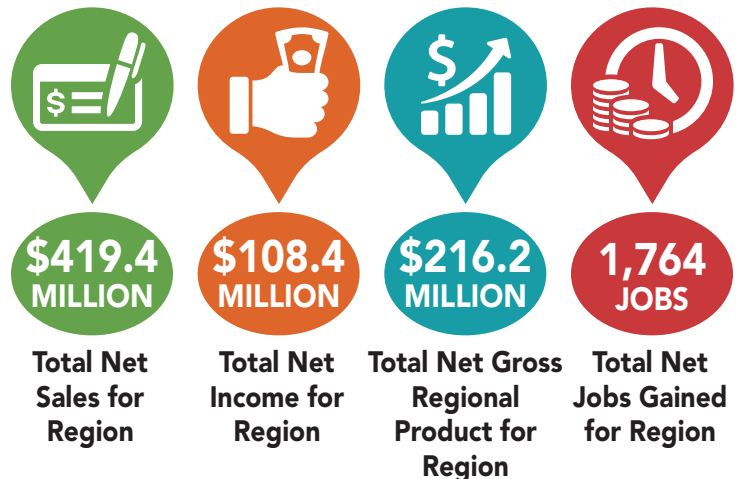 $
$
$419.4
MILLION
Total Net
Sales for
Region
$108.4
MILLION
Total Net
Income for
Region
$216.2
MILLION
Total Net Gross
Regional
Product for
Region
1,764
JOBS
Total Net
Jobs Gained
for Region